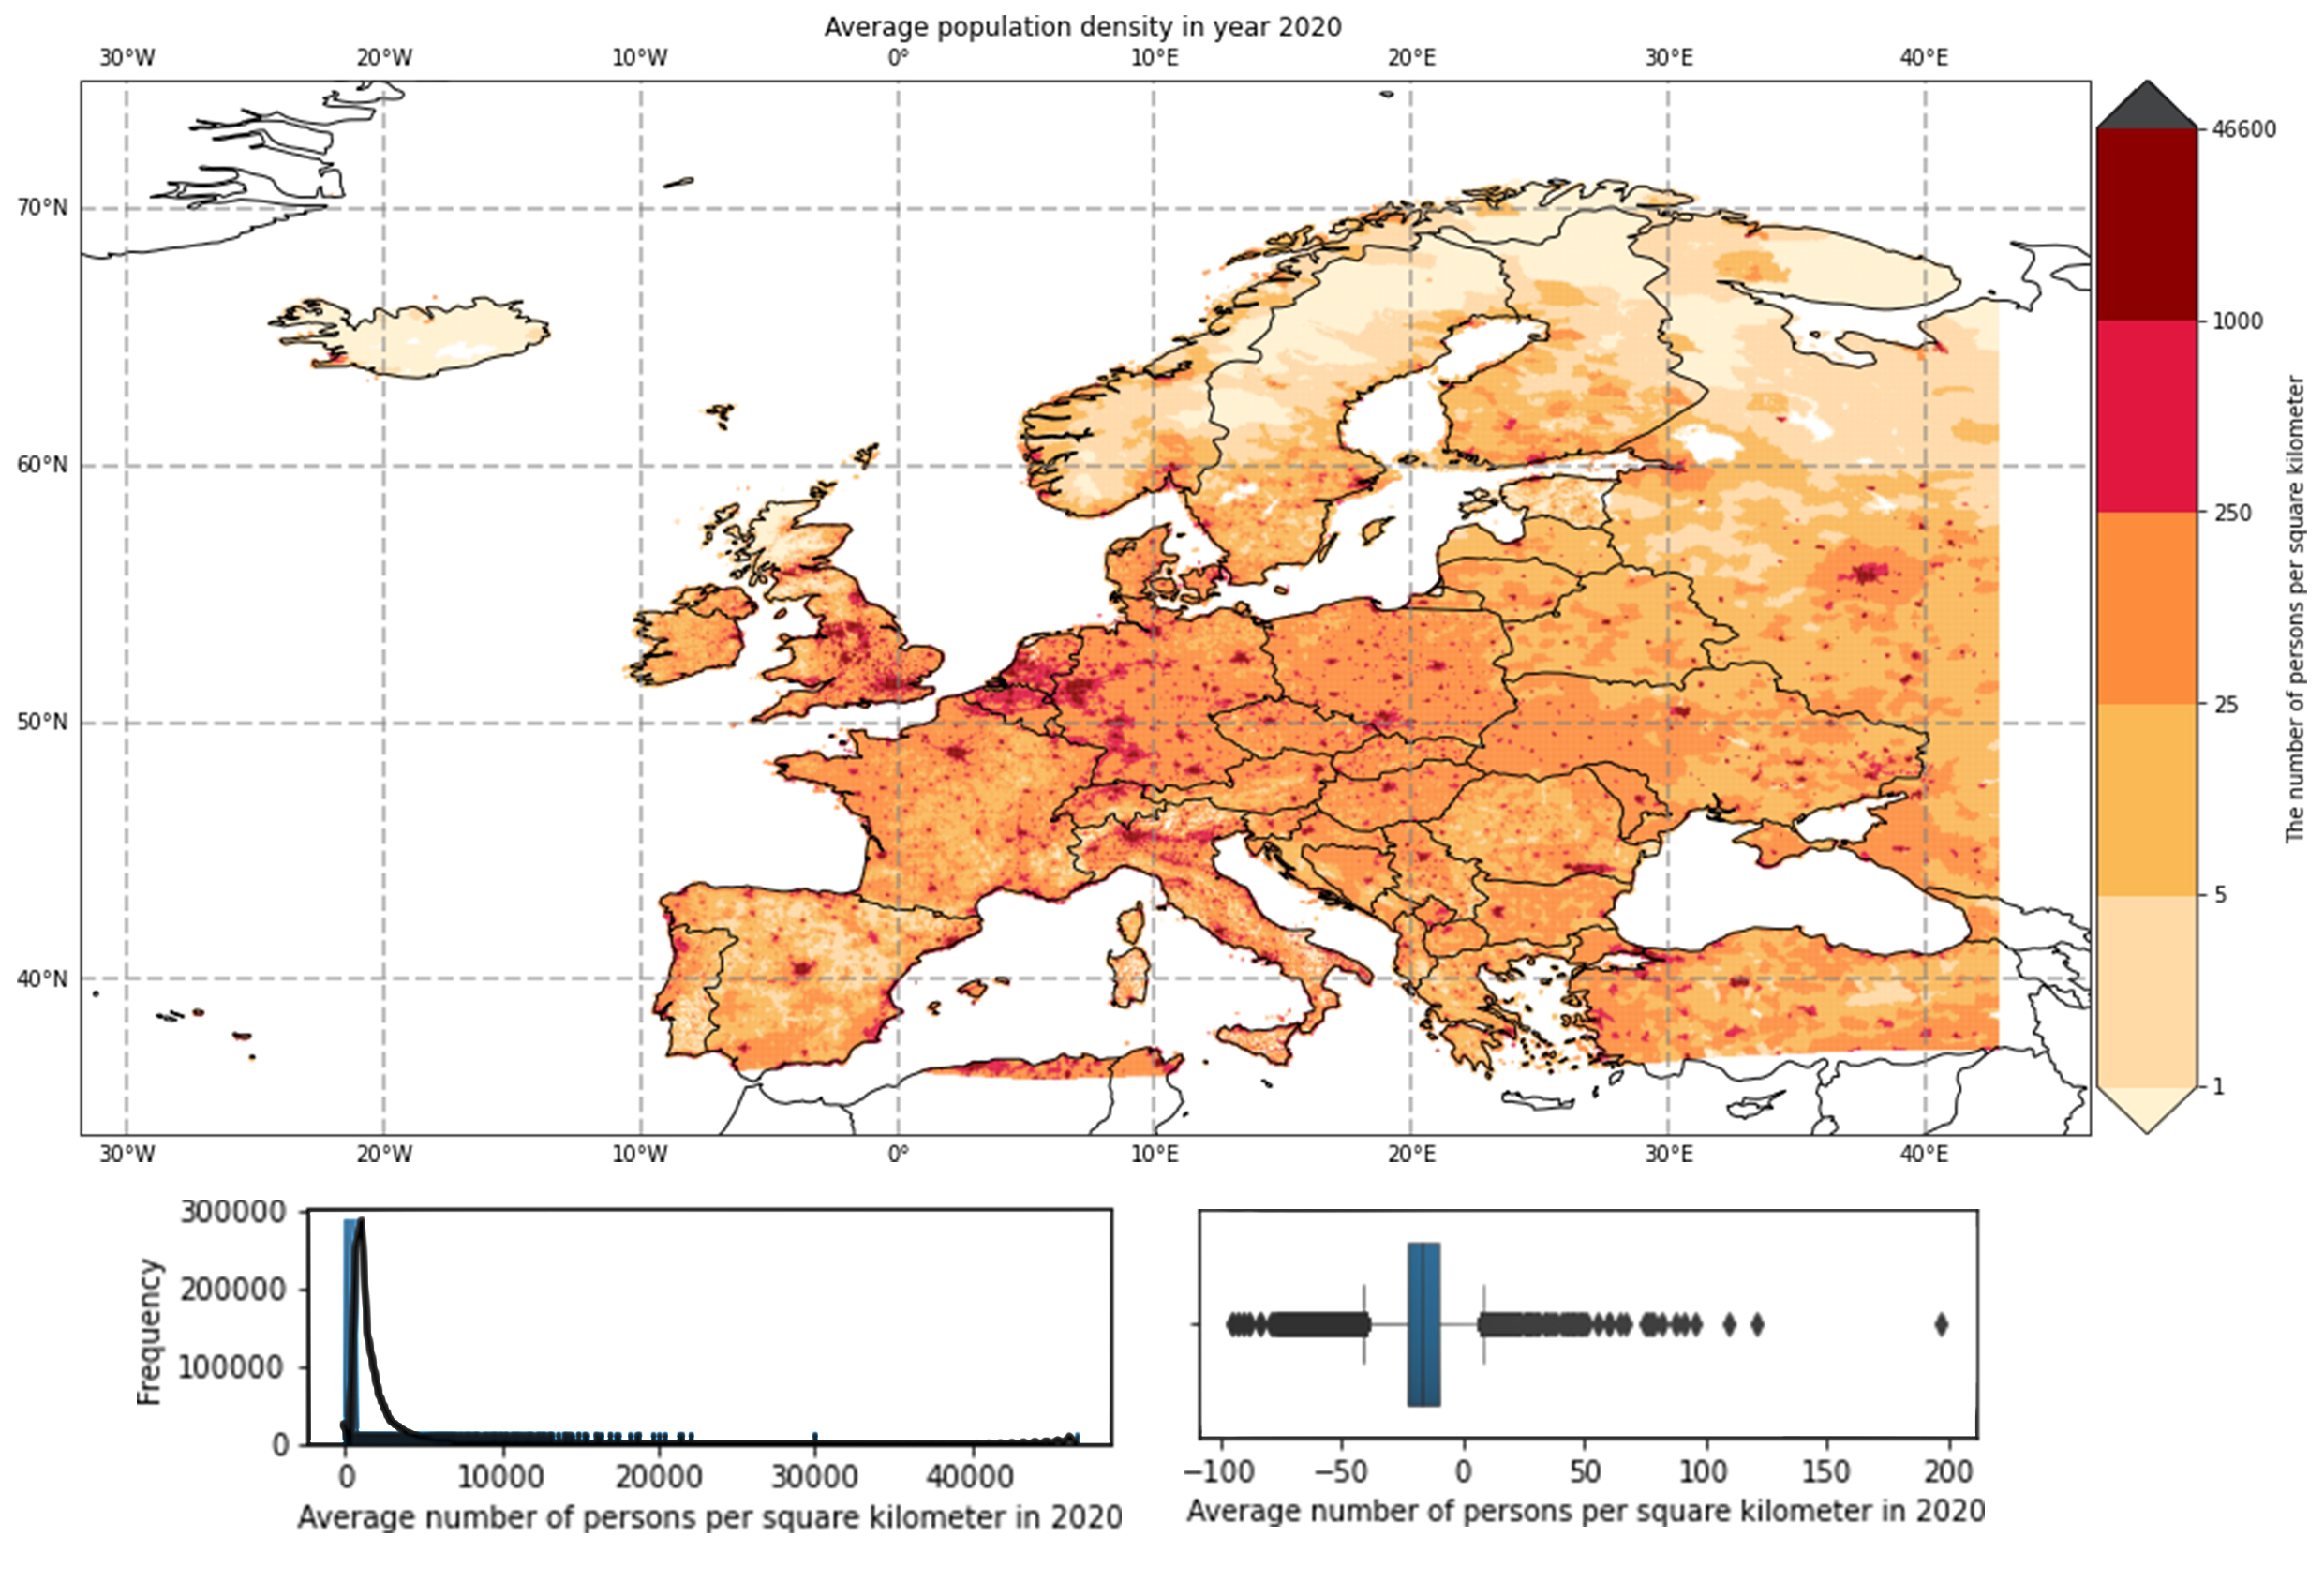 Average population density in year 2020
30°W 20°W 10°W 0° 10°E 20°E 30°E 40°E
70°N
60°N
50°N
40°N
30°W 20°W 10°W 0° 10°E 20°E 30°E 40°E
46600
1000
250
25
5
1
The number of persons per square kilometer
300000
200000
100000
0
Frequency
0 10000 20000 30000 40000
Average number of persons per square kilometer in 2020
−100 −50 0 50 100 150 200
Average number of persons per square kilometer in 2020